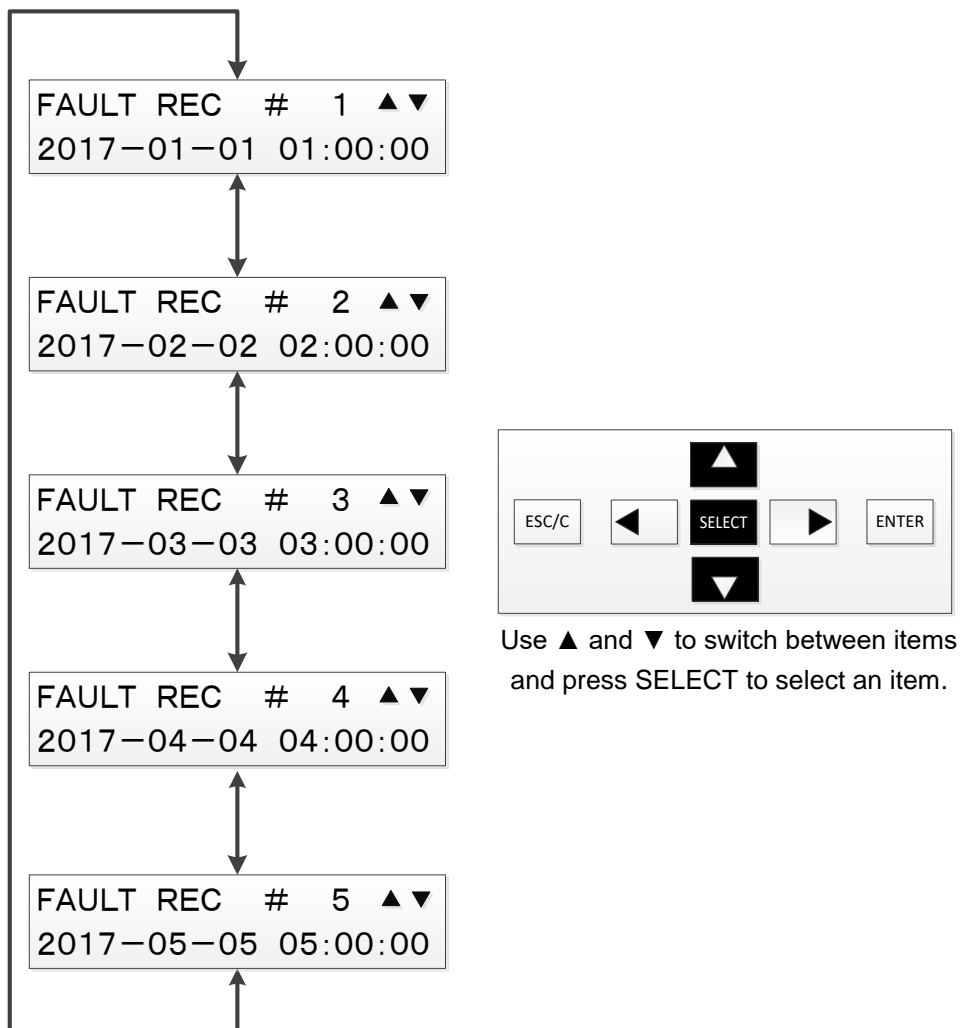 FAULT REC # 1 ▲ ▼
2017-01-01 01:00:00
FAULT REC # 2 ▲ ▼
2017-02-02 02:00:00
FAULT REC # 3 ▲ ▼
2017-03-03 03:00:00
FAULT REC # 4 ▲ ▼
2017-04-04 04:00:00
FAULT REC # 5 ▲ ▼
2017-05-05 05:00:00
ESC/C
SELECT
ENTER
Use ▲ and ▼ to switch between items
and press SELECT to select an item.